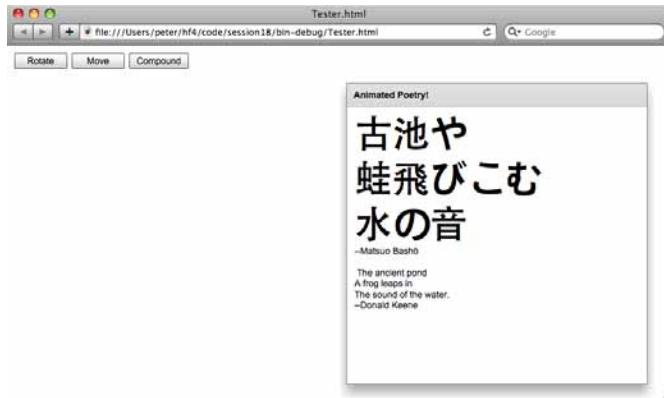 Tester.html
file:///Users/peter/hf4/code/session18/bin-debug/Tester.html
Google
Rotate Move Compound
Animated Poetry!
古池や
蛙飛びこむ
水の音
—Matsuo Bashō
The ancient pond
A frog leaps in
The sound of the water.
—Donald Keene